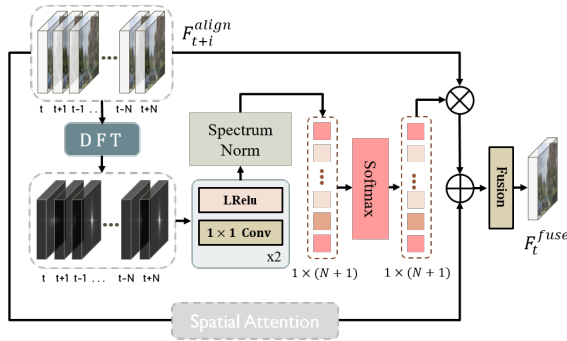 F_{t+i}^{align}
t t+1 t-1 ... t-N t+N
DFT
Spectrum
Norm
LRelu
1 × 1 Conv
x2
Softmax
Fusion
F_t^{fuse}
t t+1 t-1 ... t-N t+N
1 × (N + 1)
1 × (N + 1)
Spatial Attention